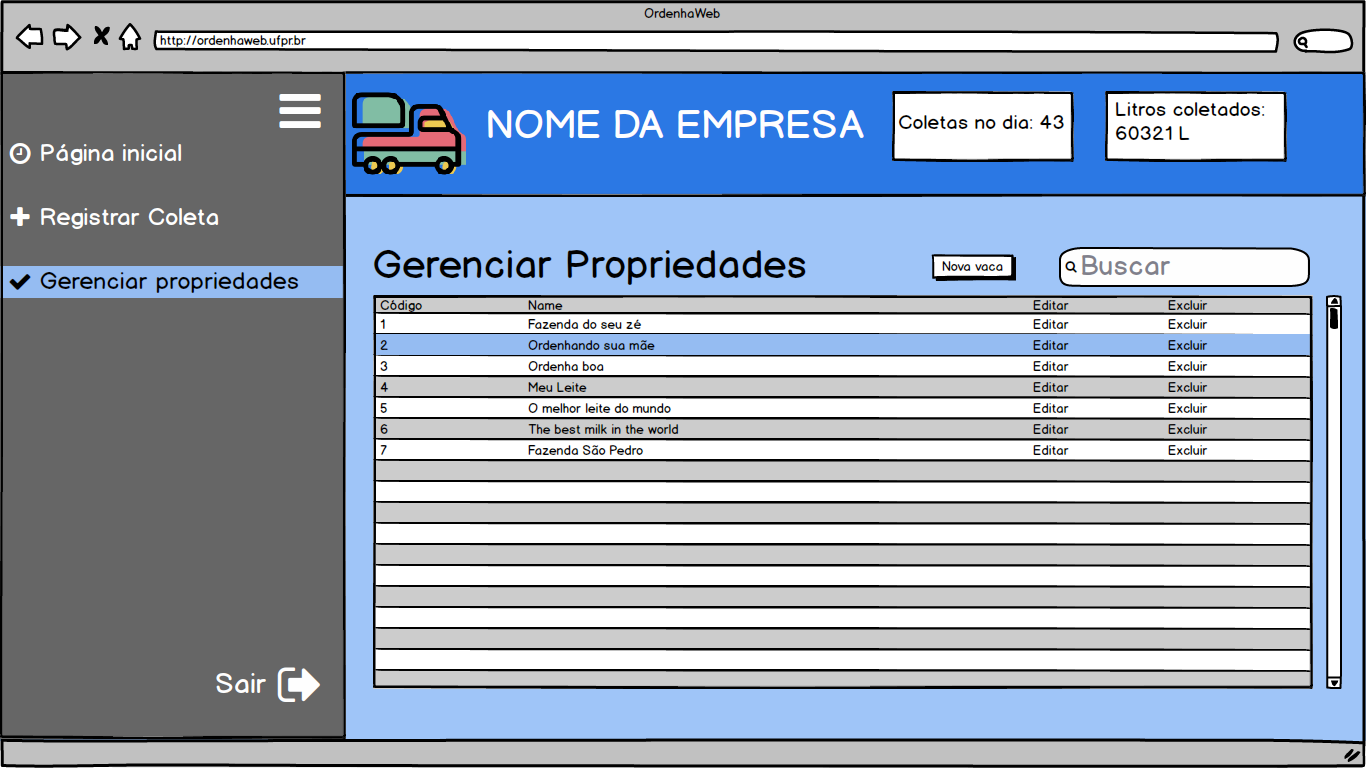 OrdenhaWeb
http://ordenhaweb.ufpr.br
Página inicial
Registrar Coleta
Gerenciar propriedades
Sair
NOME DA EMPRESA
Coletas no dia: 43
Litros coletados:
60321 L
Gerenciar Propriedades
Nova vaca
Buscar
Código Name Editar Excluir
1 Fazenda do seu zé Editar Excluir
2 Ordenhando sua mãe Editar Excluir
3 Ordenha boa Editar Excluir
4 Meu Leite Editar Excluir
5 O melhor leite do mundo Editar Excluir
6 The best milk in the world Editar Excluir
7 Fazenda São Pedro Editar Excluir